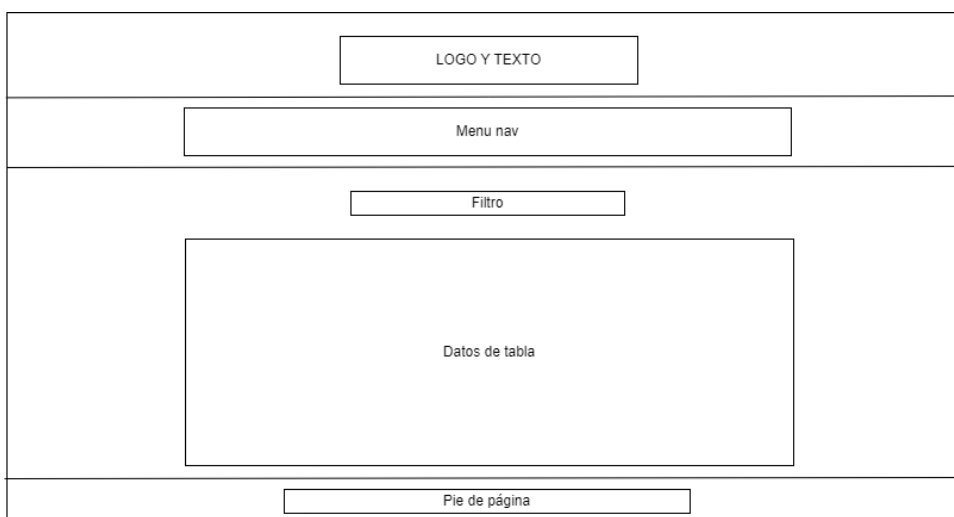 LOGO Y TEXTO
Menu nav
Filtro
Datos de tabla
Pie de página